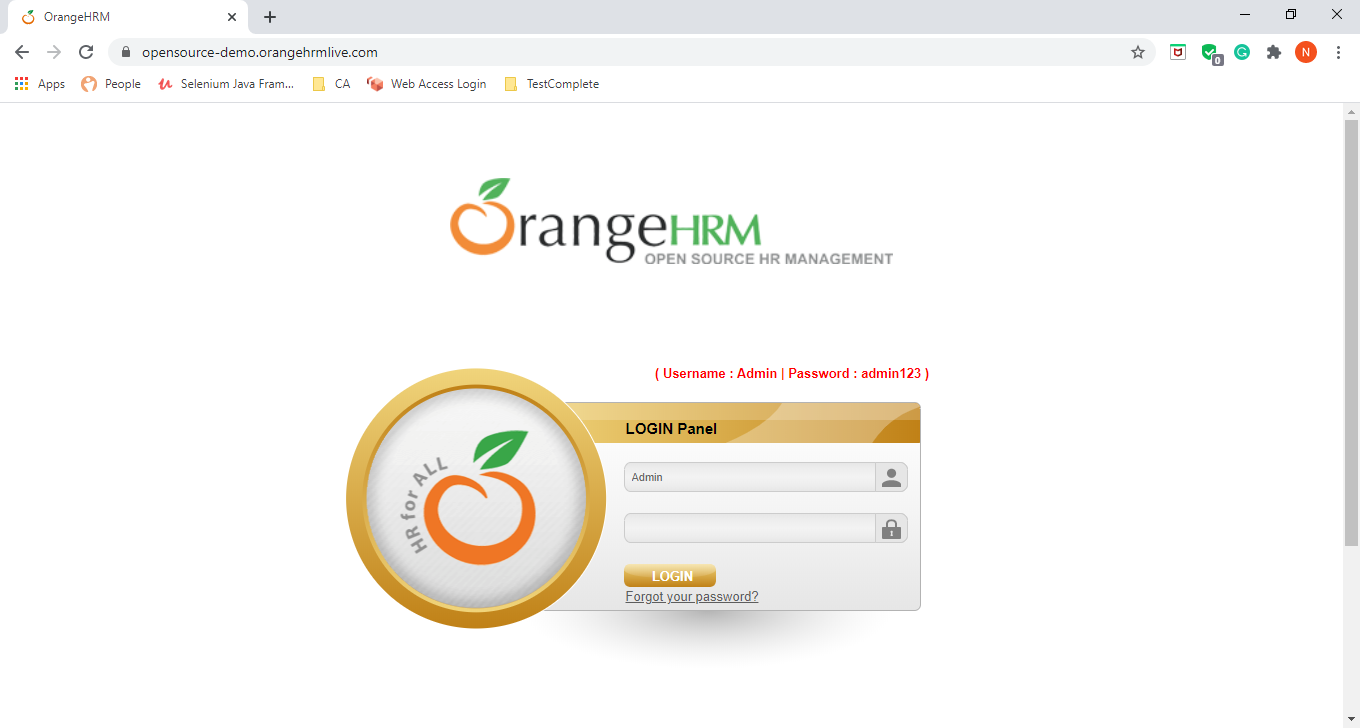 OrangeHRM
opensource-demo.orangehrmlive.com
0
N
Apps People Selenium Java Fram... CA Web Access Login TestComplete
OrangeHRM
OPEN SOURCE HR MANAGEMENT
( Username : Admin | Password : admin123 )
LOGIN Panel
HR for ALL
Admin
LOGIN
Forgot your password?